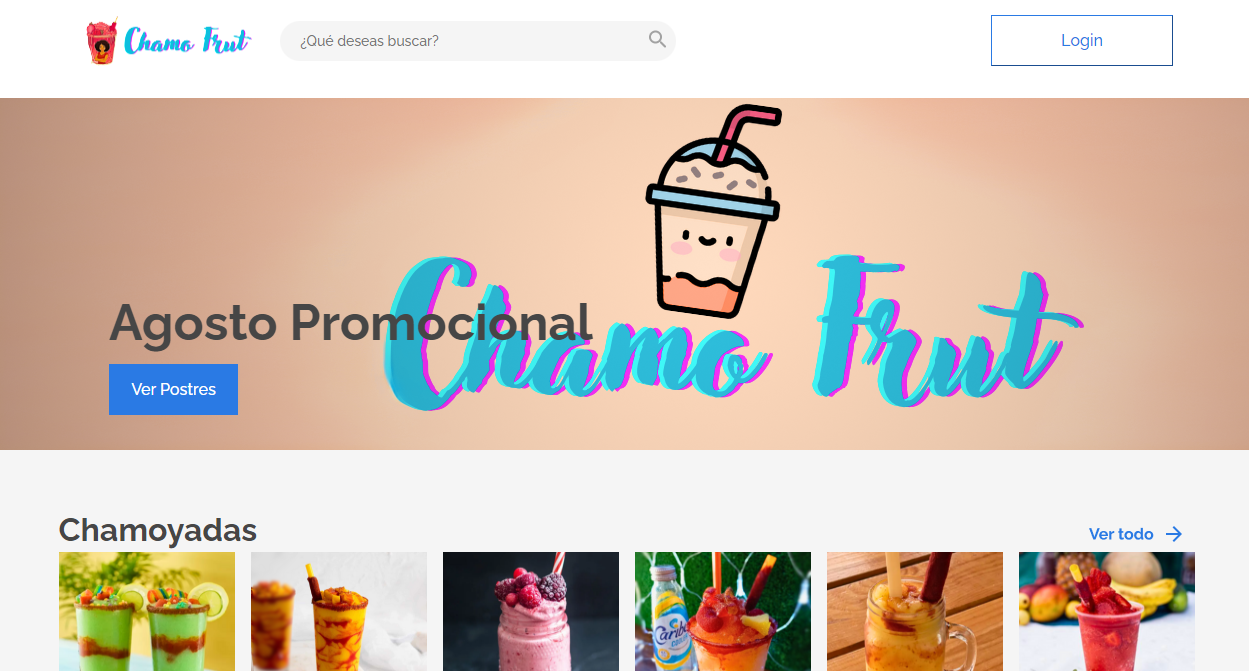 Chamo Frut
¿Qué deseas buscar?
Login
Chamo Frut
Agosto Promocional
Ver Postres
Chamoyadas
Ver todo
Caribe